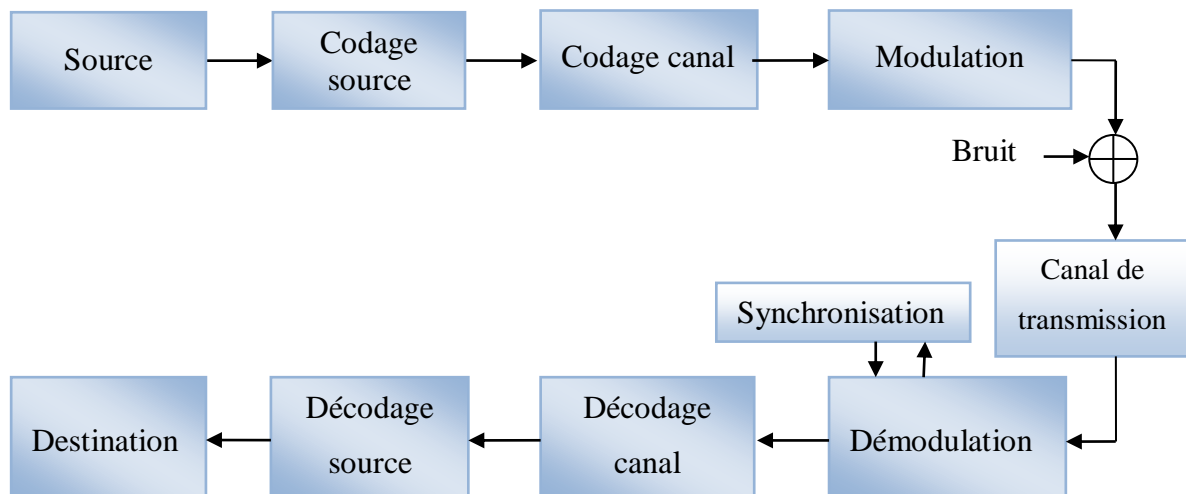 Source
Codage
source
Codage canal
Modulation
Bruit
Canal de
transmission
Synchronisation
Destination
Décodage
source
Décodage
canal
Démodulation